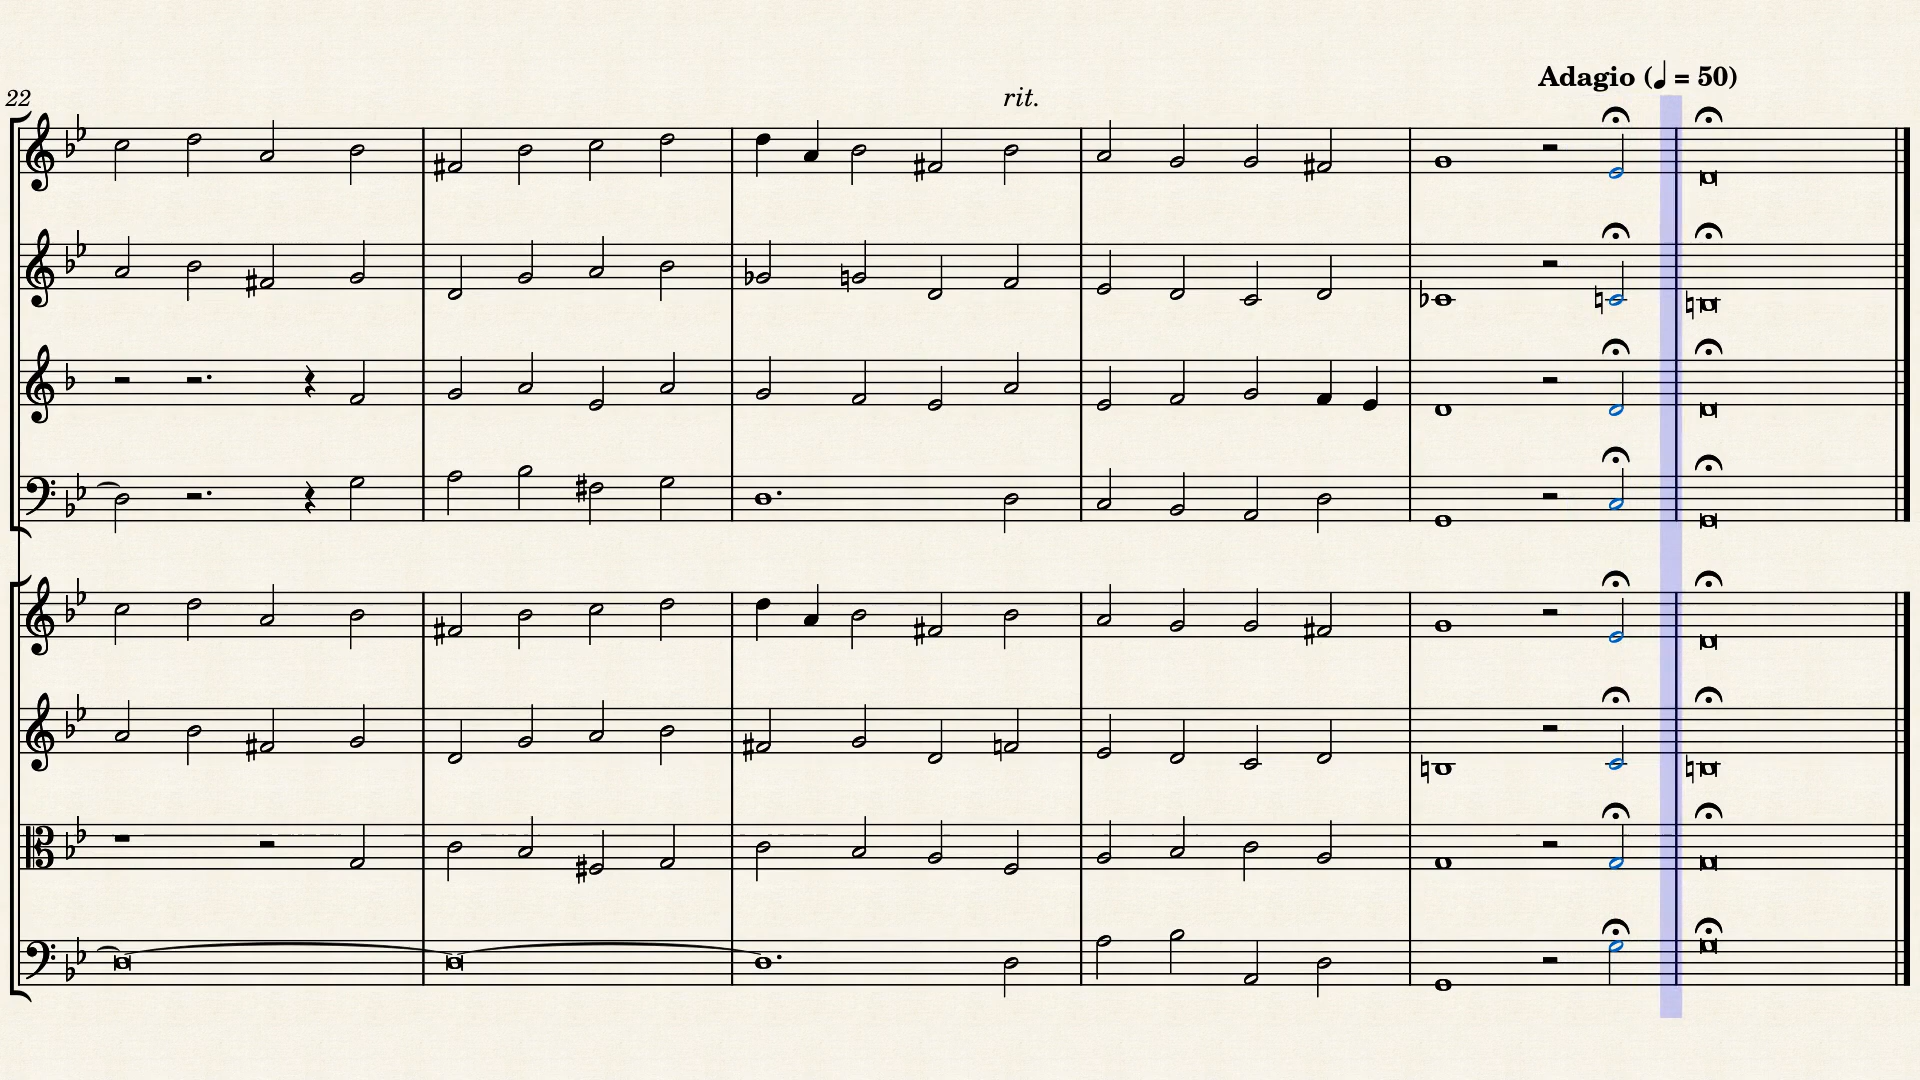 Adagio (♩ = 50)
22
rit.